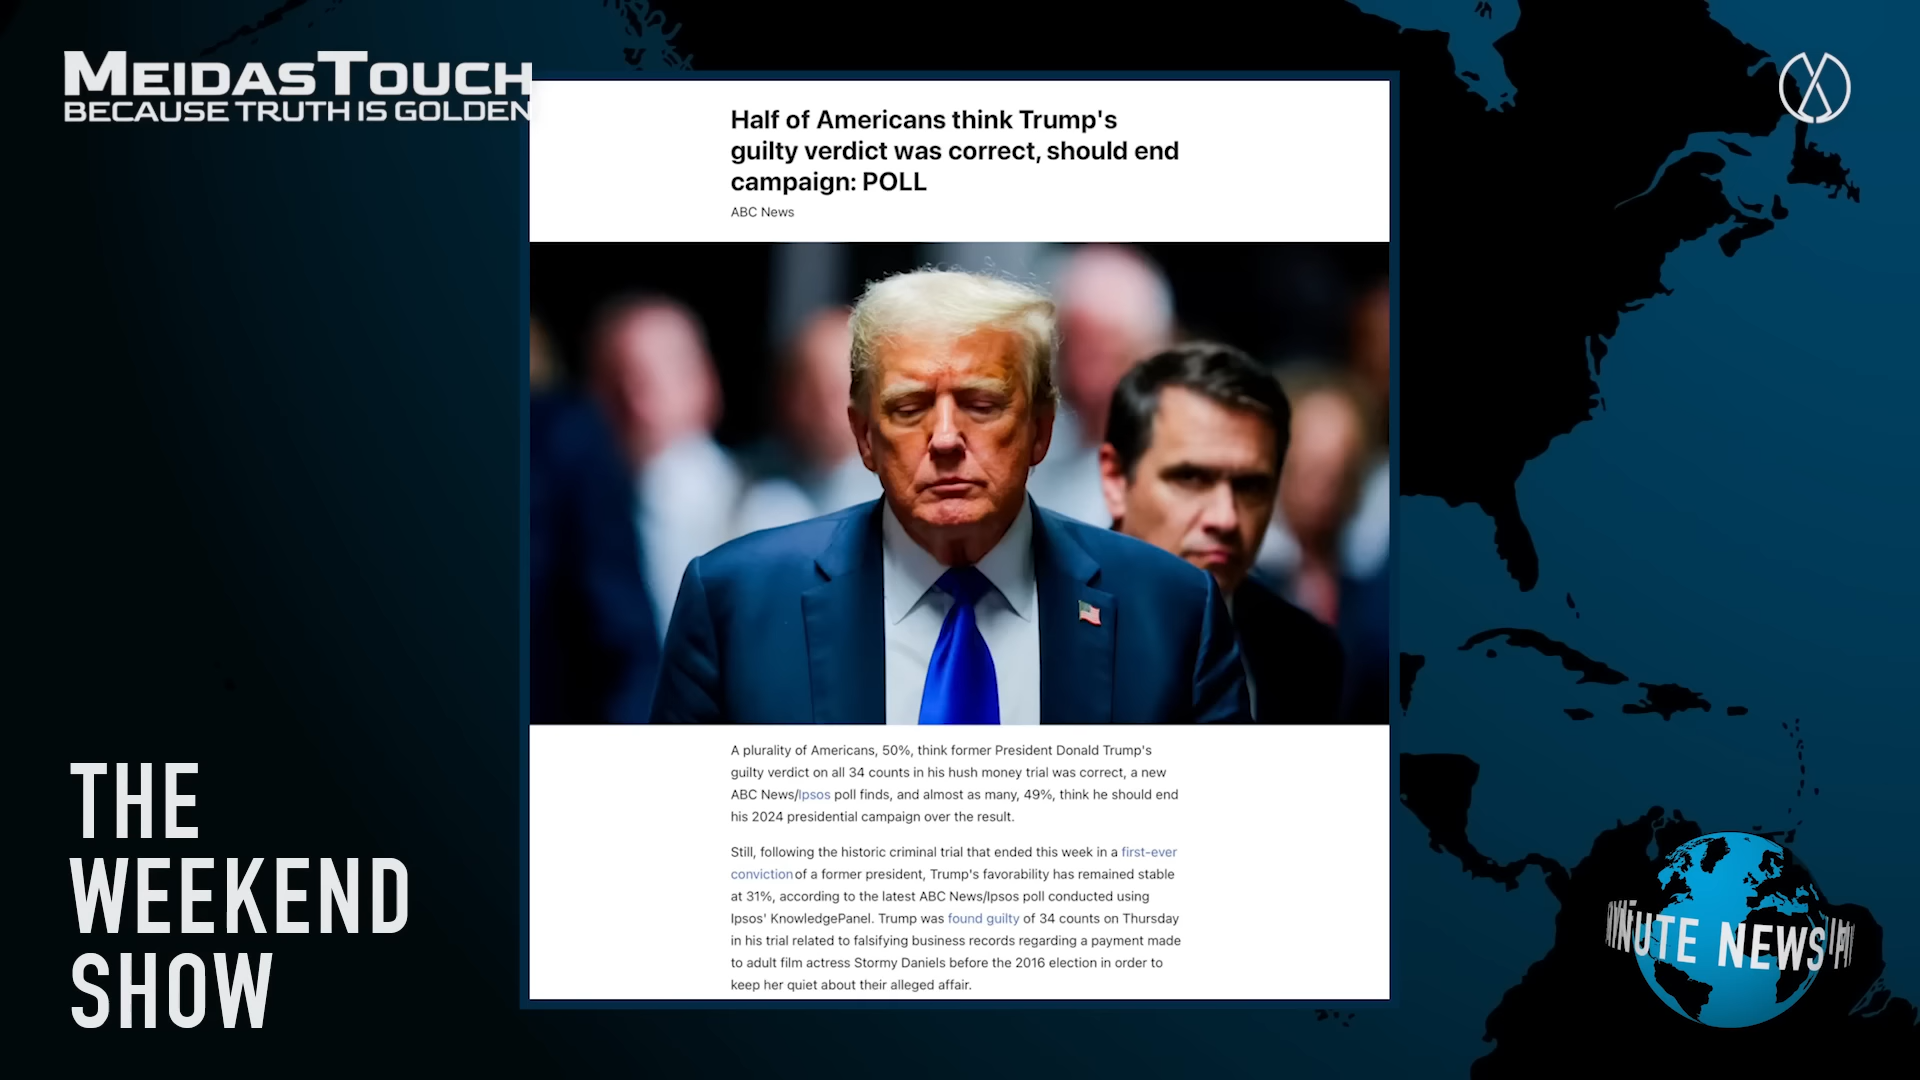 MEIDASTOUCH
BECAUSE TRUTH IS GOLDEN
Half of Americans think Trump's
guilty verdict was correct, should end
campaign: POLL
ABC News
A plurality of Americans, 50%, think former President Donald Trump's
guilty verdict on all 34 counts in his hush money trial was correct, a new
ABC News/Ipsos poll finds, and almost as many, 49%, think he should end
his 2024 presidential campaign over the result.
Still, following the historic criminal trial that ended this week in a first-ever
conviction of a former president, Trump's favorability has remained stable
at 31%, according to the latest ABC News/Ipsos poll conducted using
Ipsos' KnowledgePanel. Trump was found guilty of 34 counts on Thursday
in his trial related to falsifying business records regarding a payment made
to adult film actress Stormy Daniels before the 2016 election in order to
keep her quiet about their alleged affair.
THE
WEEKEND
SHOW
NEWS